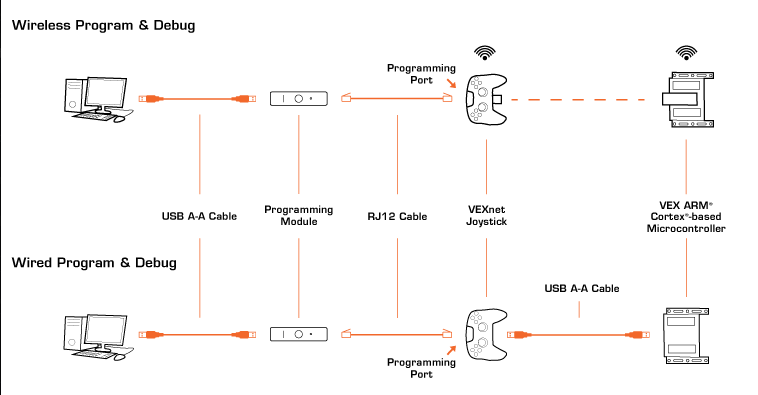 Wireless Program & Debug
Programming
Port
USB A-A Cable
Programming
Module
RJ12 Cable
VEXnet
Joystick
VEX ARM®
Cortex®-based
Microcontroller
Wired Program & Debug
USB A-A Cable
Programming
Port